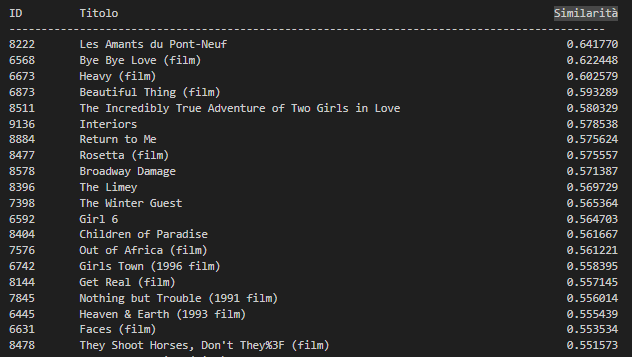 ID Titolo Similarità
--------------------------------------------------------------------------------------------
8222 Les Amants du Pont-Neuf 0.641770
6568 Bye Bye Love (film) 0.622448
6673 Heavy (film) 0.602579
6873 Beautiful Thing (film) 0.593289
8511 The Incredibly True Adventure of Two Girls in Love 0.580329
9136 Interiors 0.578538
8884 Return to Me 0.575624
8477 Rosetta (film) 0.575557
8578 Broadway Damage 0.571387
8396 The Limey 0.569729
7398 The Winter Guest 0.565364
6592 Girl 6 0.564703
8404 Children of Paradise 0.561667
7576 Out of Africa (film) 0.561221
6742 Girls Town (1996 film) 0.558395
8144 Get Real (film) 0.557145
7845 Nothing but Trouble (1991 film) 0.556014
6445 Heaven & Earth (1993 film) 0.555439
6631 Faces (film) 0.553534
8478 They Shoot Horses, Don't They%3F (film) 0.551573